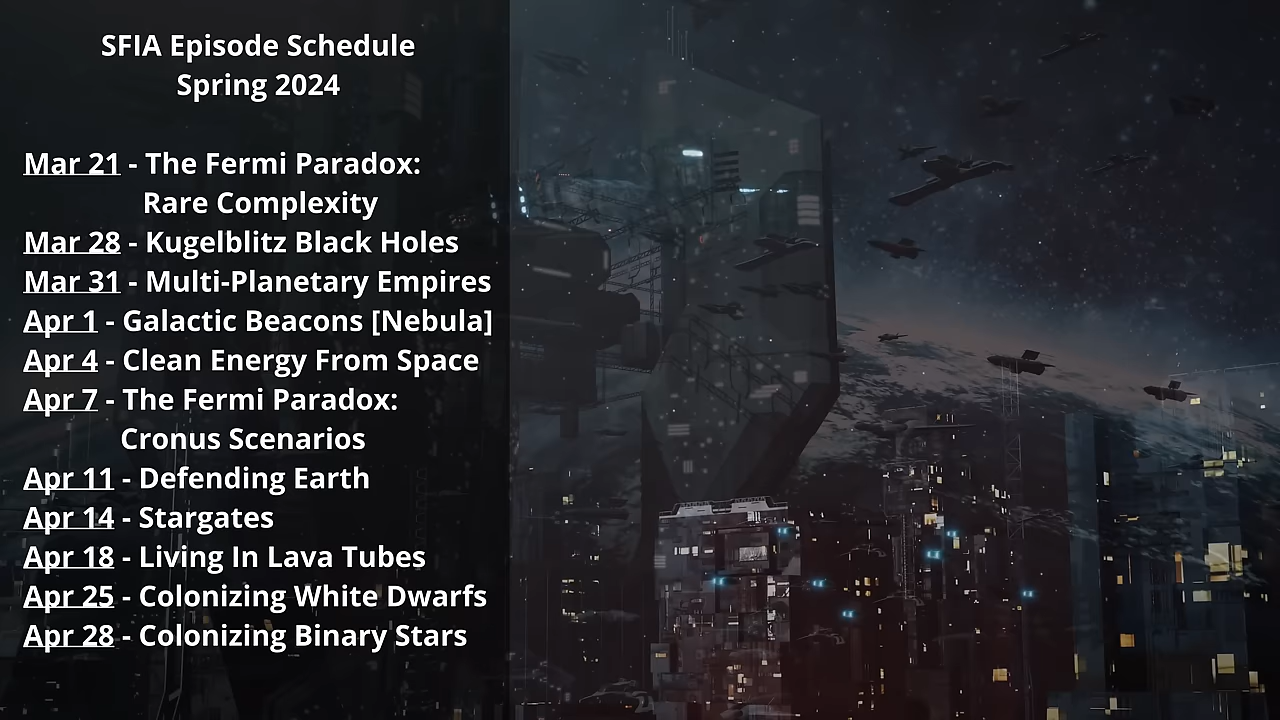 SFIA Episode Schedule
Spring 2024
Mar 21 - The Fermi Paradox:
Rare Complexity
Mar 28 - Kugelblitz Black Holes
Mar 31 - Multi-Planetary Empires
Apr 1 - Galactic Beacons [Nebula]
Apr 4 - Clean Energy From Space
Apr 7 - The Fermi Paradox:
Cronus Scenarios
Apr 11 - Defending Earth
Apr 14 - Stargates
Apr 18 - Living In Lava Tubes
Apr 25 - Colonizing White Dwarfs
Apr 28 - Colonizing Binary Stars